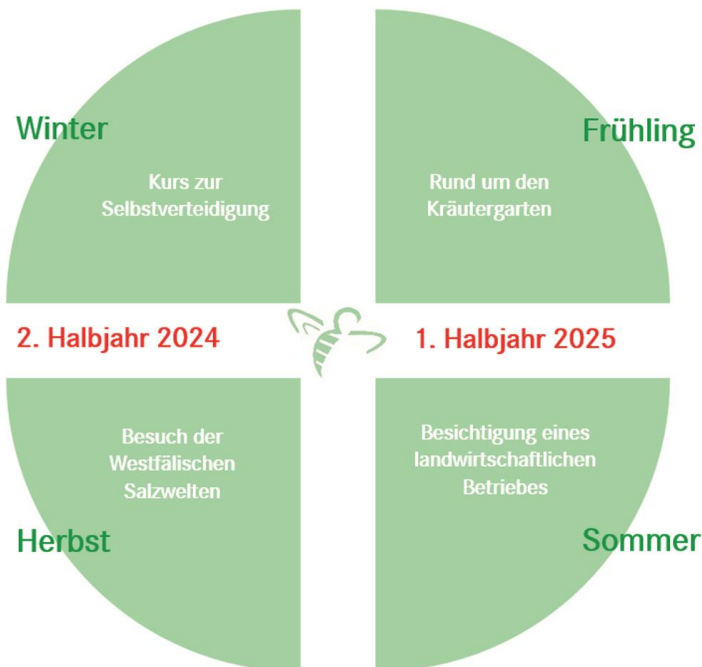 Winter
Kurs zur
Selbstverteidigung
Frühling
Rund um den
Kräutergarten
2. Halbjahr 2024
1. Halbjahr 2025
Besuch der
Westfälischen
Salzwelten
Herbst
Besichtigung eines
landwirtschaftlichen
Betriebes
Sommer